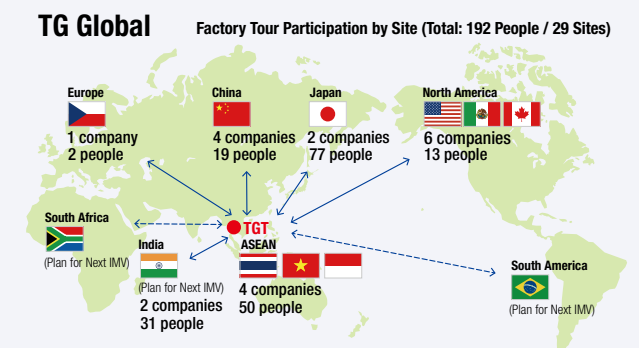 TG Global
Factory Tour Participation by Site (Total: 192 People / 29 Sites)
Europe
1 company
2 people
China
4 companies
19 people
Japan
2 companies
77 people
North America
6 companies
13 people
South Africa
(Plan for Next IMV)
TGT
India
(Plan for Next IMV)
2 companies
31 people
ASEAN
4 companies
50 people
South America
(Plan for Next IMV)